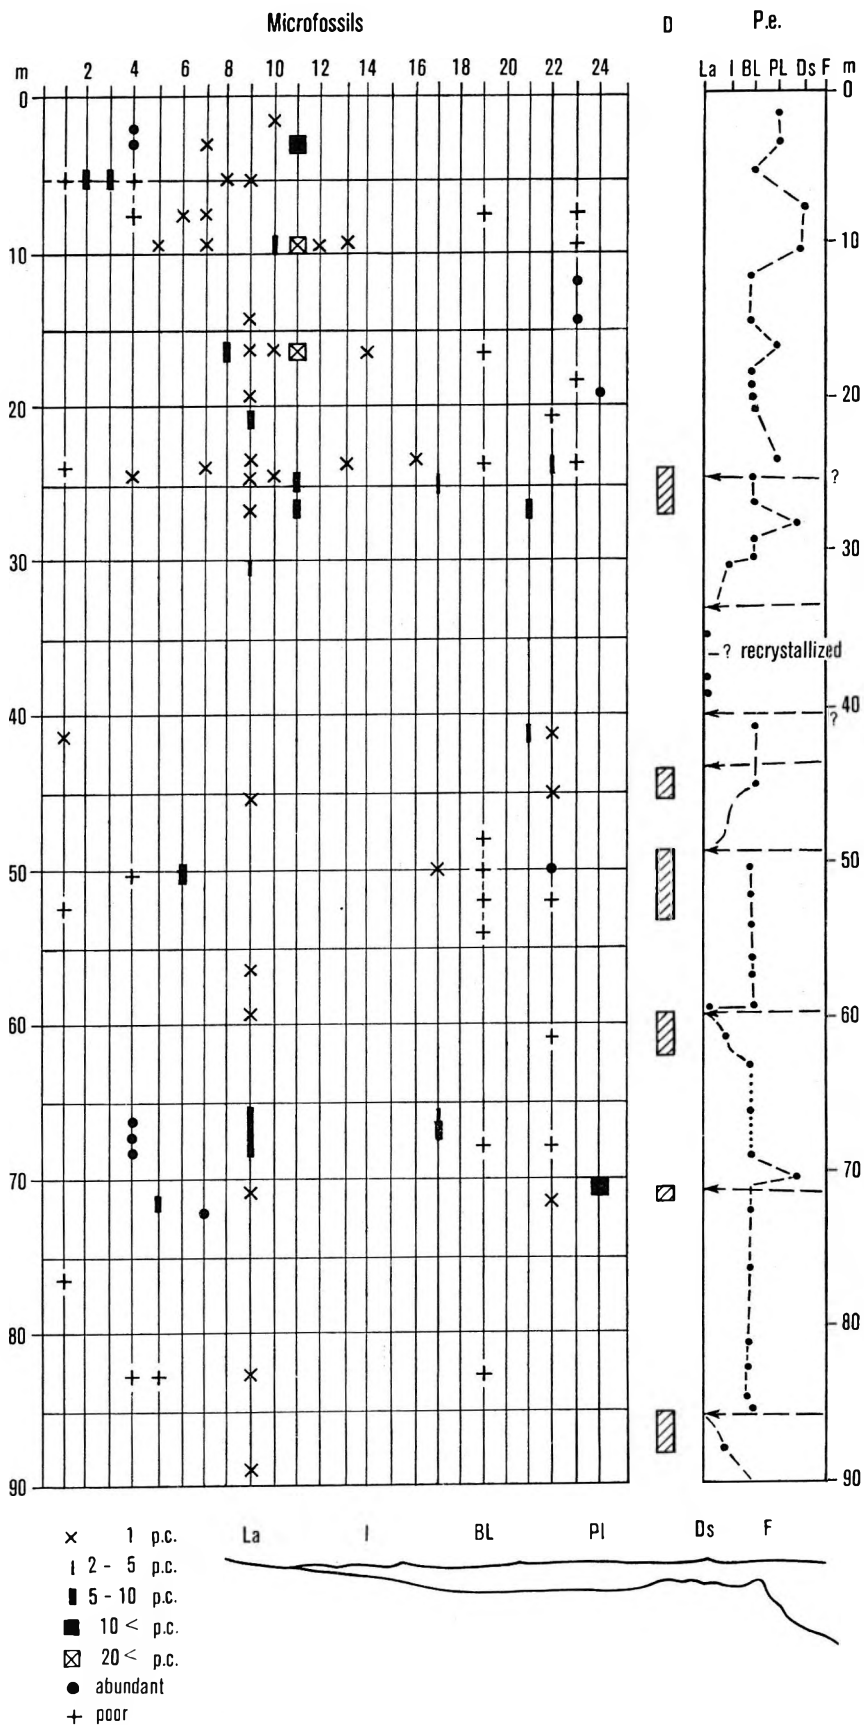 Microfossils D P.e.
m 2 4 6 8 10 12 14 16 18 20 22 24 La I BL PL Ds F m
0 0
10 10
20 20
?
30 30
? recrystallized
40 40
?
50 50
60 60
70 70
80 80
90 90
× 1 p.c. La I BL Pl Ds F
2 - 5 p.c.
5 - 10 p.c.
10 < p.c.
20 < p.c.
● abundant
+ poor